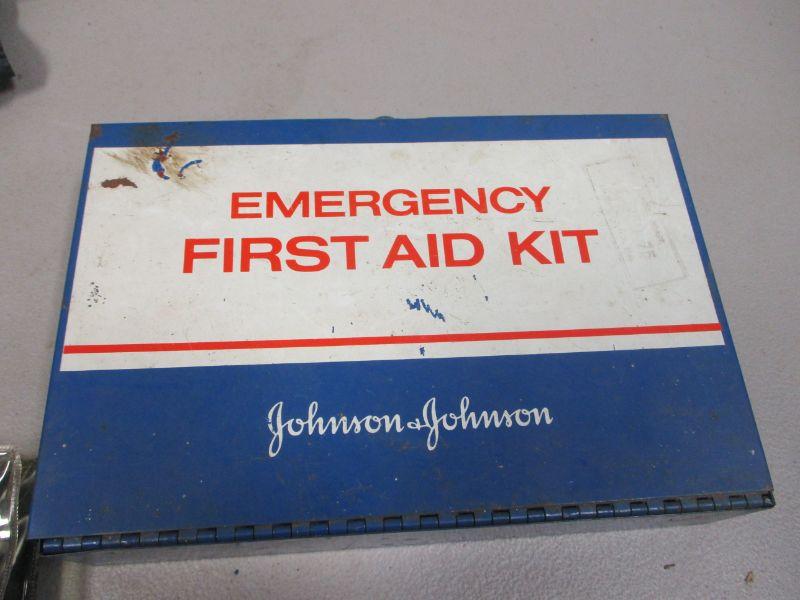 EMERGENCY
FIRST AID KIT
Johnson & Johnson